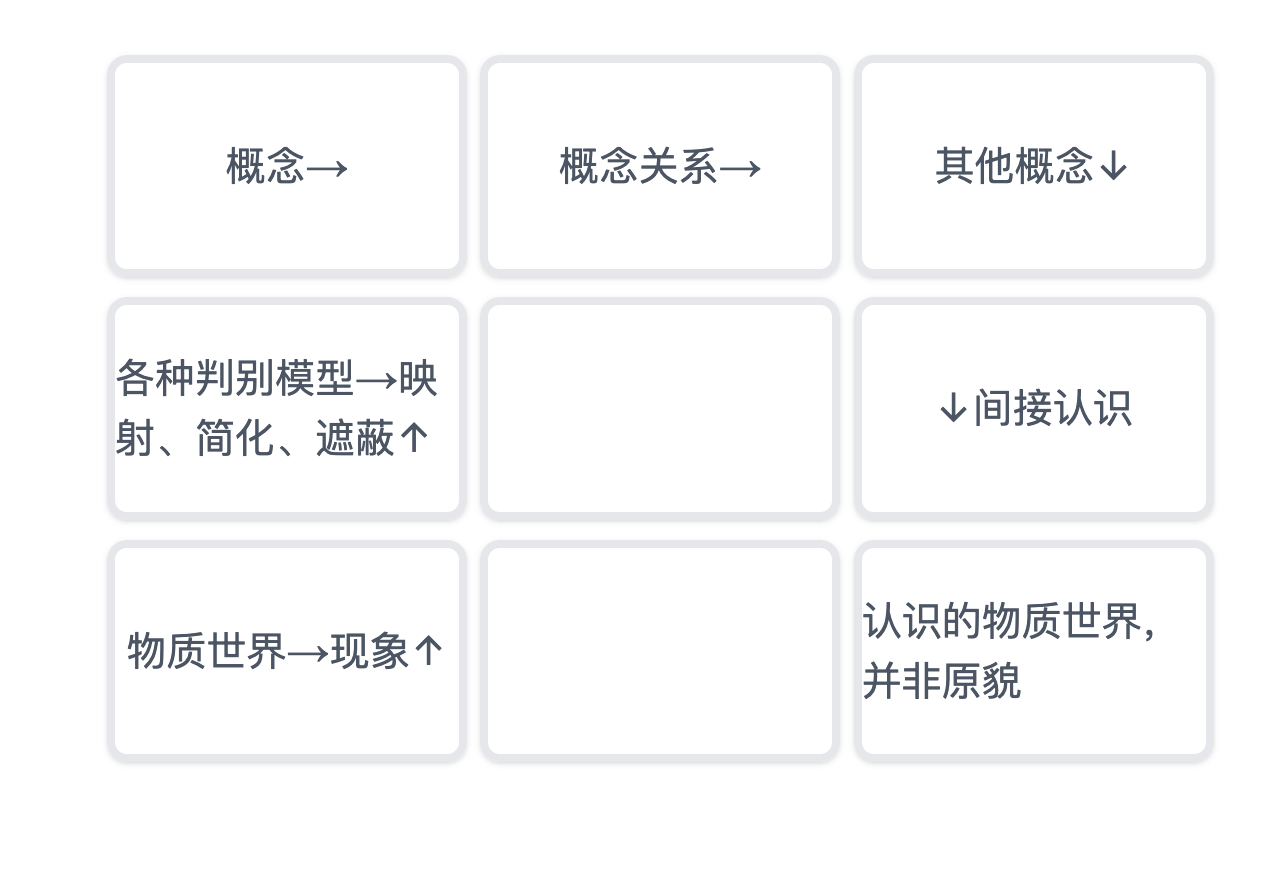 概念→
概念关系→
其他概念↓
各种判别模型→映
射、简化、遮蔽↑
↓间接认识
物质世界→现象↑
认识的物质世界，
并非原貌